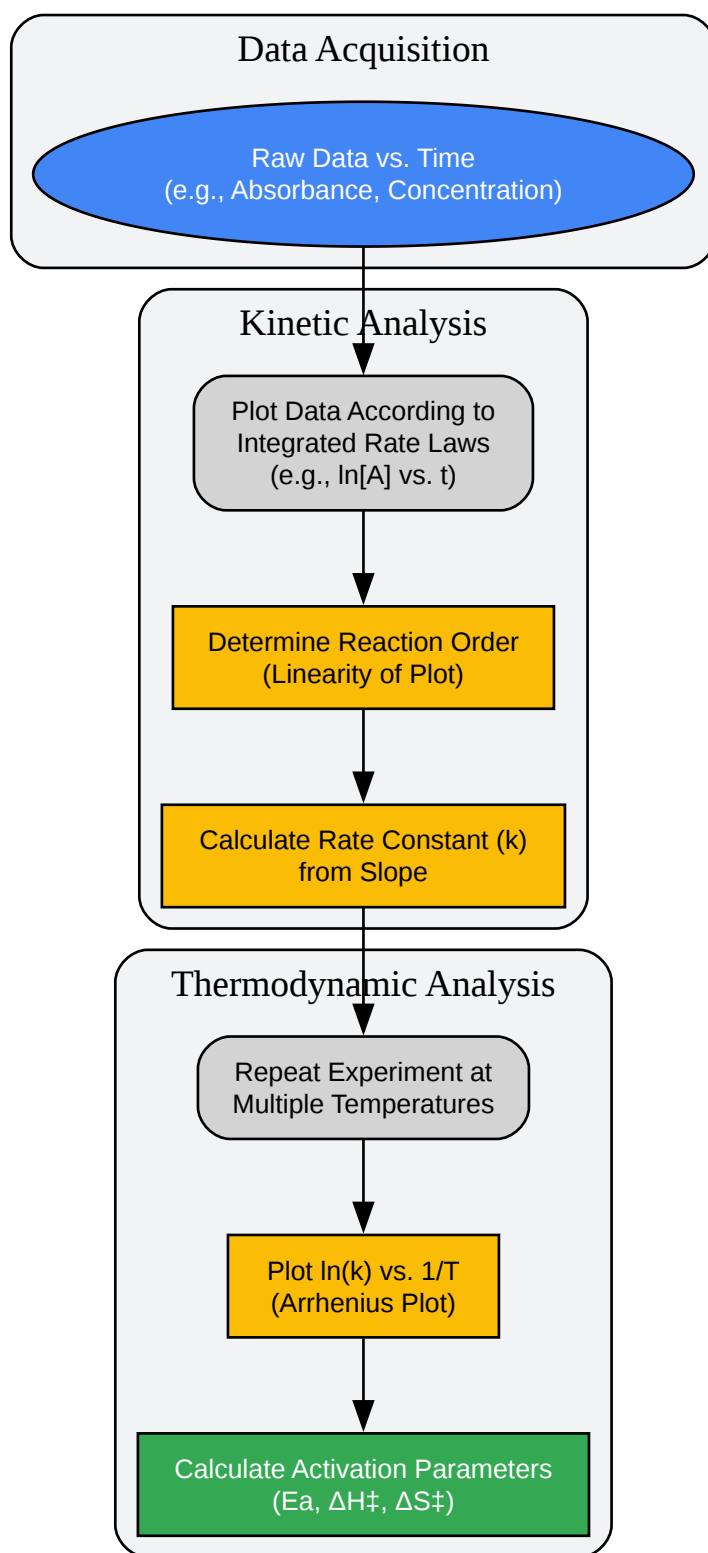 Data Acquisition
Raw Data vs. Time
(e.g., Absorbance, Concentration)
Kinetic Analysis
Plot Data According to
Integrated Rate Laws
(e.g., ln[A] vs. t)
Determine Reaction Order
(Linearity of Plot)
Calculate Rate Constant (k)
from Slope
Thermodynamic Analysis
Repeat Experiment at
Multiple Temperatures
Plot ln(k) vs. 1/T
(Arrhenius Plot)
Calculate Activation Parameters
(Ea, ΔH‡, ΔS‡)